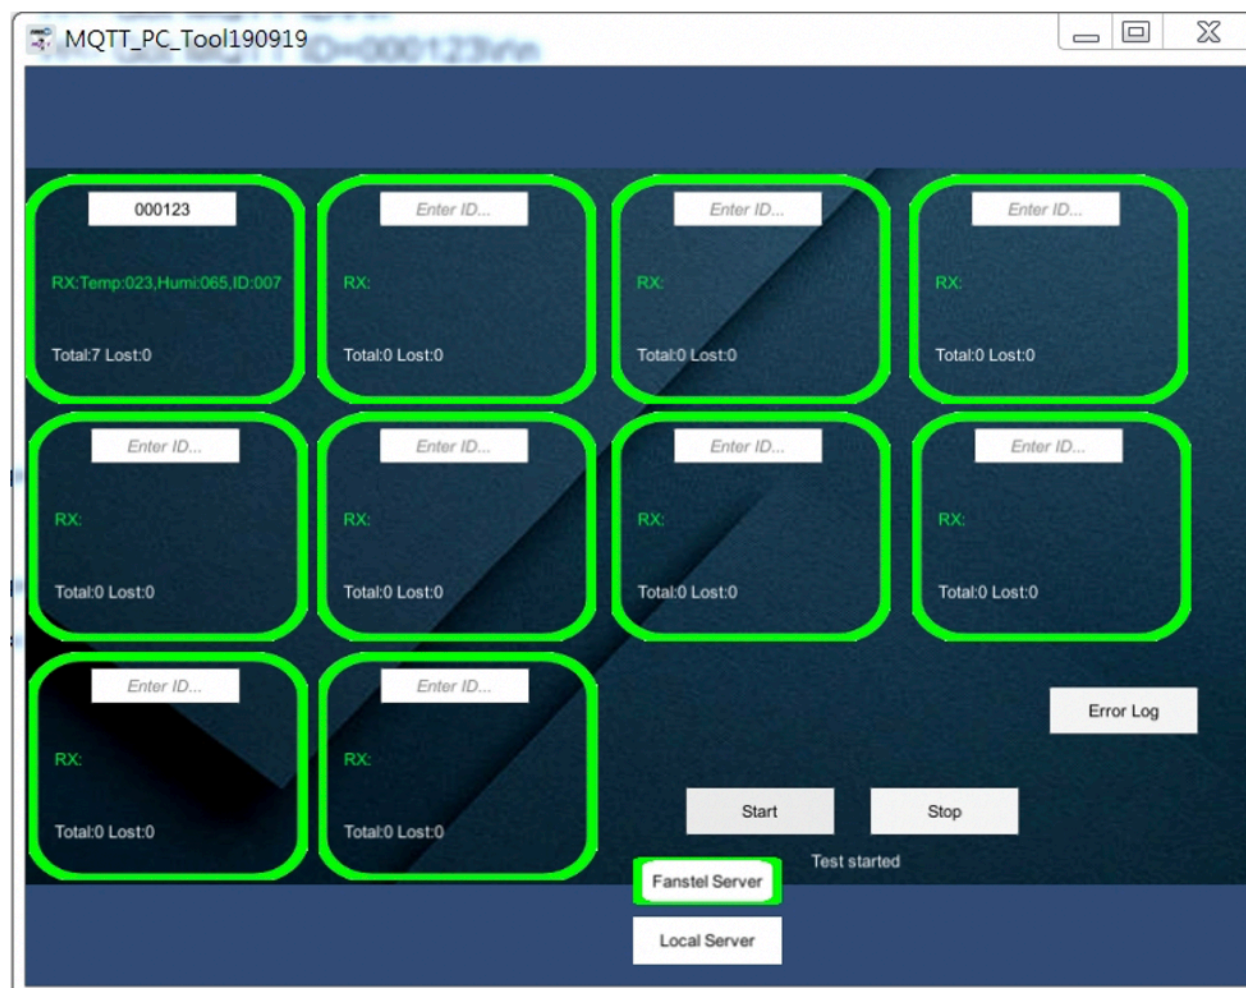 MQTT_PC_Tool190919
000123
Enter ID...
Enter ID...
Enter ID...
RX:Temp:023,Humi:065,ID:007
RX:
RX:
RX:
Total:7 Lost:0
Total:0 Lost:0
Total:0 Lost:0
Total:0 Lost:0
Enter ID...
Enter ID...
Enter ID...
Enter ID...
RX:
RX:
RX:
RX:
Total:0 Lost:0
Total:0 Lost:0
Total:0 Lost:0
Total:0 Lost:0
Enter ID...
Enter ID...
RX:
RX:
Total:0 Lost:0
Total:0 Lost:0
Error Log
Start
Stop
Test started
Fanstel Server
Local Server